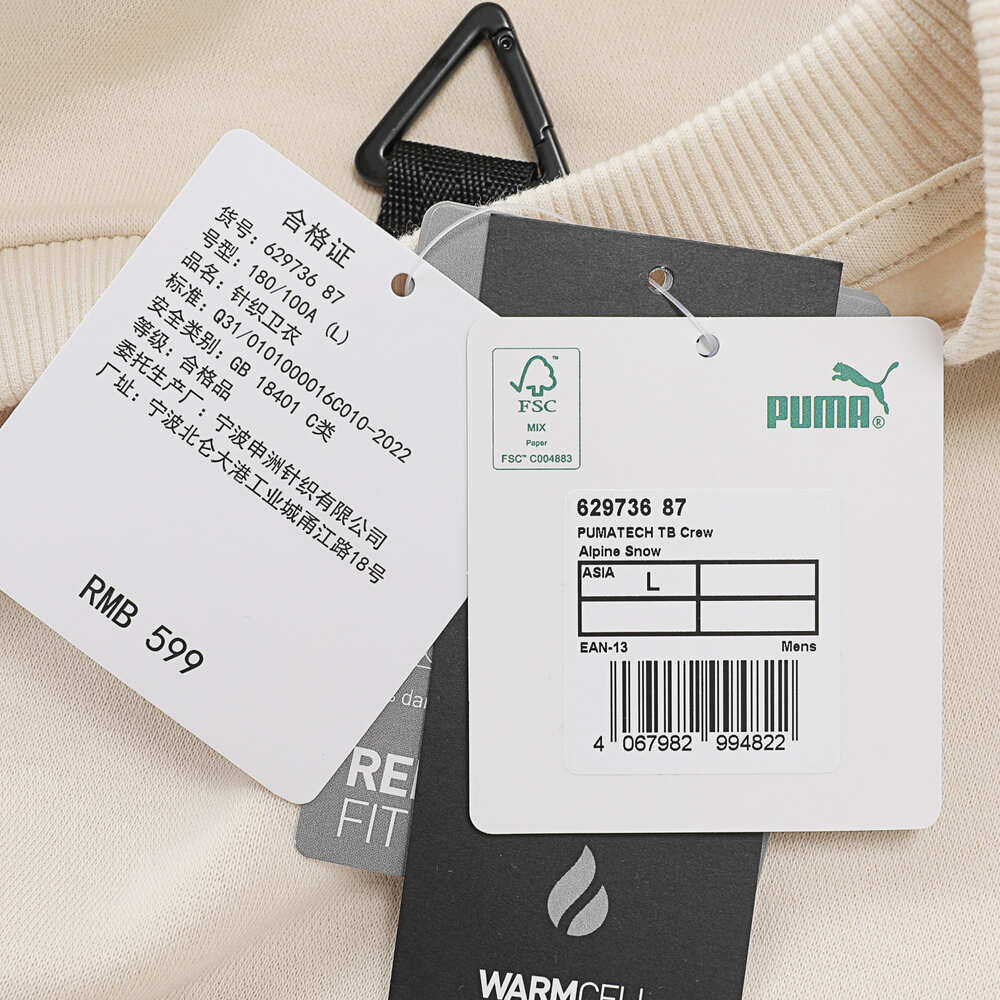 合格证
货号：629736 87
号型：180/100A (L)
品名：针织卫衣
标准：Q31/0101000016C010-2022
安全类别：GB 18401 C类
等级：合格品
委托生产厂：宁波申洲针织有限公司
厂址：宁波北仑大港工业城甬江路18号
RMB 599
FSC
MIX
Paper
FSC™ C004883
PUMA®
629736 87
PUMATECH TB Crew
Alpine Snow
ASIA L
EAN-13 Mens
4 067982 994822
FIT
WARMCELL